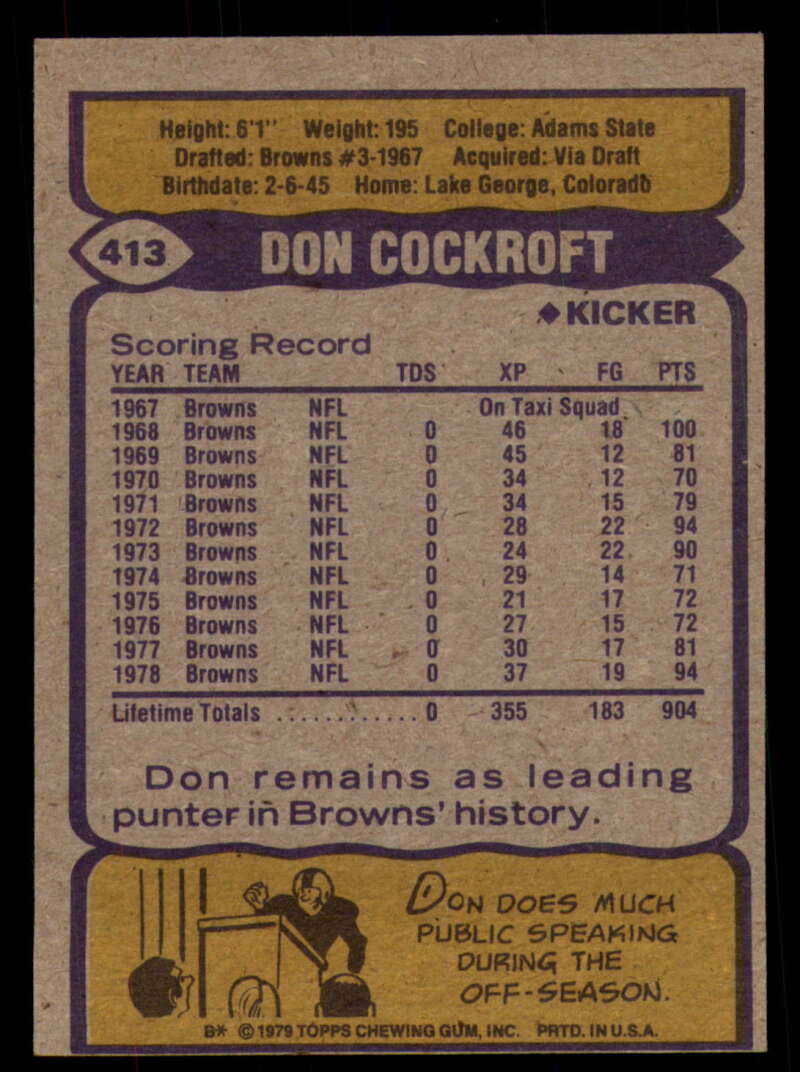 Height: 6'1" Weight: 195 College: Adams State
Drafted: Browns #3-1967 Acquired: Via Draft
Birthdate: 2-6-45 Home: Lake George, Colorado
413 DON COCKROFT
◆KICKER
Scoring Record
YEAR TEAM TDS XP FG PTS
1967 Browns NFL On Taxi Squad
1968 Browns NFL 0 46 18 100
1969 Browns NFL 0 45 12 81
1970 Browns NFL 0 34 12 70
1971 Browns NFL 0 34 15 79
1972 Browns NFL 0 28 22 94
1973 Browns NFL 0 24 22 90
1974 Browns NFL 0 29 14 71
1975 Browns NFL 0 21 17 72
1976 Browns NFL 0 27 15 72
1977 Browns NFL 0 30 17 81
1978 Browns NFL 0 37 19 94
Lifetime Totals ............ 0 355 183 904
Don remains as leading
punter in Browns' history.
DON DOES MUCH
PUBLIC SPEAKING
DURING THE
OFF-SEASON.
B* © 1979 TOPPS CHEWING GUM, INC. PRTD. IN U.S.A.